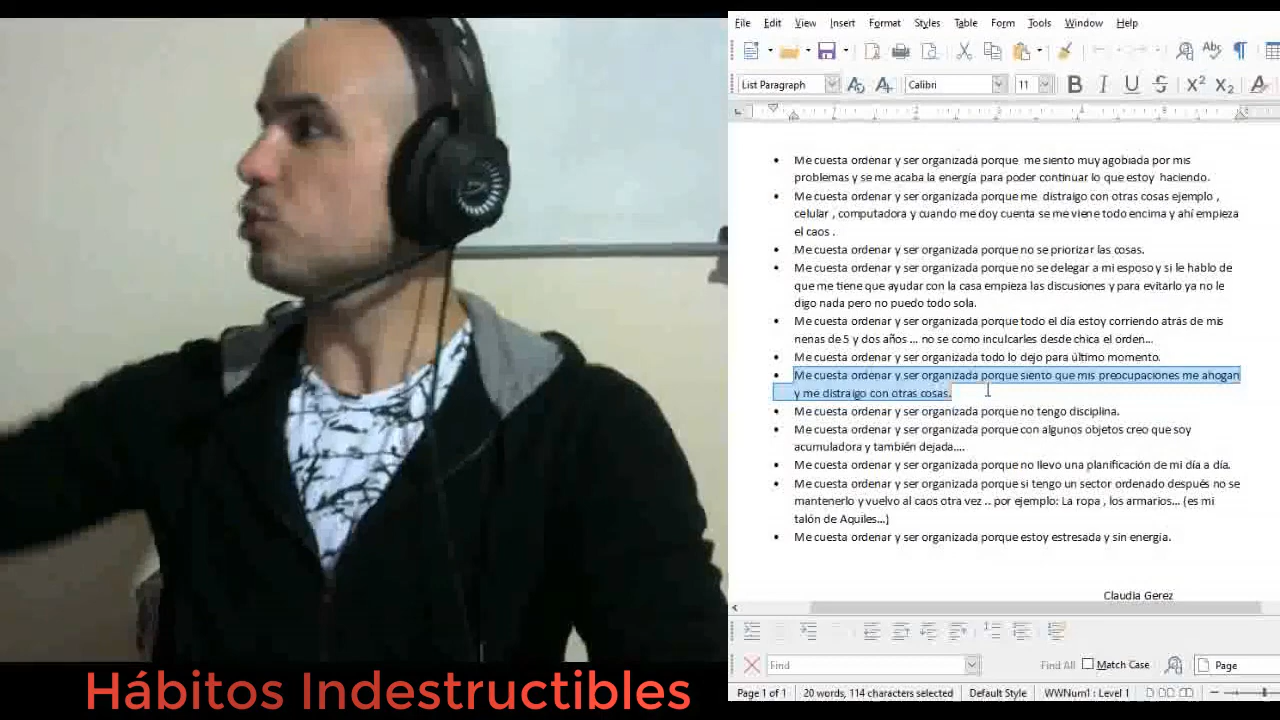 File Edit View Insert Format Styles Table Form Tools Window Help
List Paragraph Calibri 11
Me cuesta ordenar y ser organizada porque me siento muy agobiada por mis
problemas y se me acaba la energía para poder continuar lo que estoy haciendo.
Me cuesta ordenar y ser organizada porque me distraigo con otras cosas ejemplo ,
celular , computadora y cuando me doy cuenta se me viene todo encima y ahí empieza
el caos .
Me cuesta ordenar y ser organizada porque no se priorizar las cosas.
Me cuesta ordenar y ser organizada porque no se delegar a mi esposo y si le hablo de
que me tiene que ayudar con la casa empieza las discusiones y para evitarlo ya no le
digo nada pero no puedo todo sola.
Me cuesta ordenar y ser organizada porque todo el día estoy corriendo atrás de mis
nenas de 5 y dos años ... no se como inculcarles desde chica el orden...
Me cuesta ordenar y ser organizada todo lo dejo para último momento.
Me cuesta ordenar y ser organizada porque siento que mis preocupaciones me ahogan
y me distraigo con otras cosas.
Me cuesta ordenar y ser organizada porque no tengo disciplina.
Me cuesta ordenar y ser organizada porque con algunos objetos creo que soy
acumuladora y también dejada....
Me cuesta ordenar y ser organizada porque no llevo una planificación de mi día a día.
Me cuesta ordenar y ser organizada porque si tengo un sector ordenado después no se
mantenerlo y vuelvo al caos otra vez .. por ejemplo: La ropa , los armarios... (es mi
talón de Aquiles...)
Me cuesta ordenar y ser organizada porque estoy estresada y sin energía.
Claudia Gerez
Find Find All Match Case Page
Page 1 of 1 20 words, 114 characters selected Default Style WWNum1 : Level 1
Hábitos Indestructibles